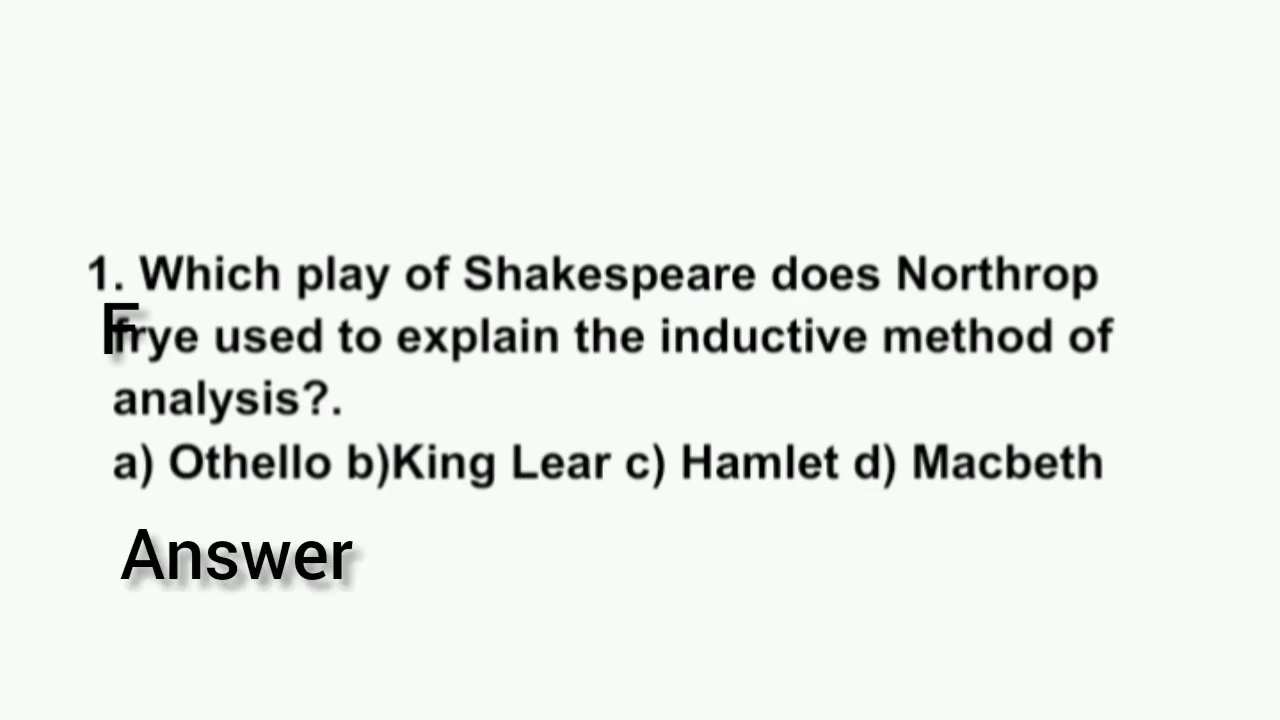 1. Which play of Shakespeare does Northrop
Frye used to explain the inductive method of
analysis?.
a) Othello b)King Lear c) Hamlet d) Macbeth
Answer